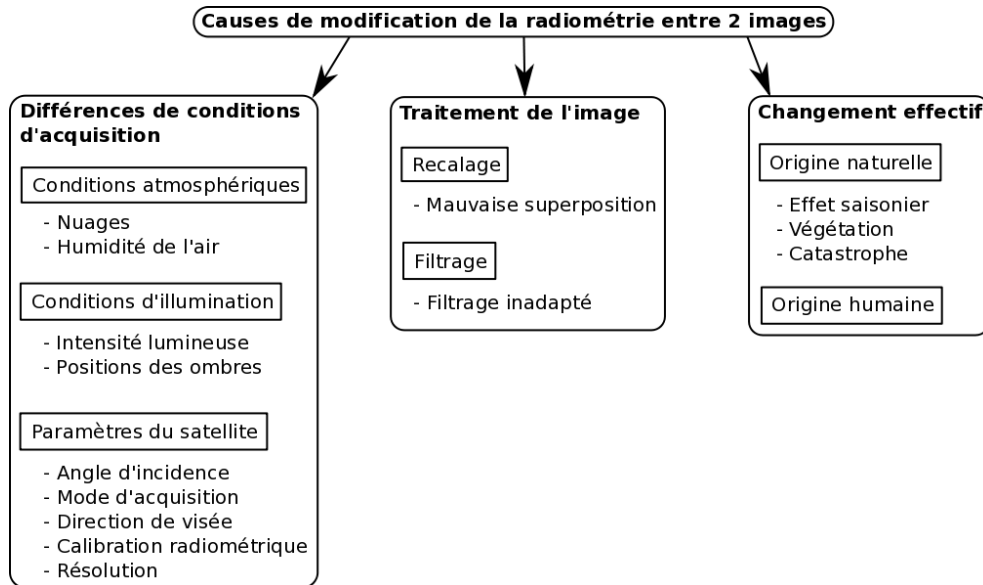 Causes de modification de la radiométrie entre 2 images
Différences de conditions
d'acquisition
Conditions atmosphériques
- Nuages
- Humidité de l'air
Conditions d'illumination
- Intensité lumineuse
- Positions des ombres
Paramètres du satellite
- Angle d'incidence
- Mode d'acquisition
- Direction de visée
- Calibration radiométrique
- Résolution
Traitement de l'image
Recalage
- Mauvaise superposition
Filtrage
- Filtrage inadapté
Changement effectif
Origine naturelle
- Effet saisonier
- Végétation
- Catastrophe
Origine humaine